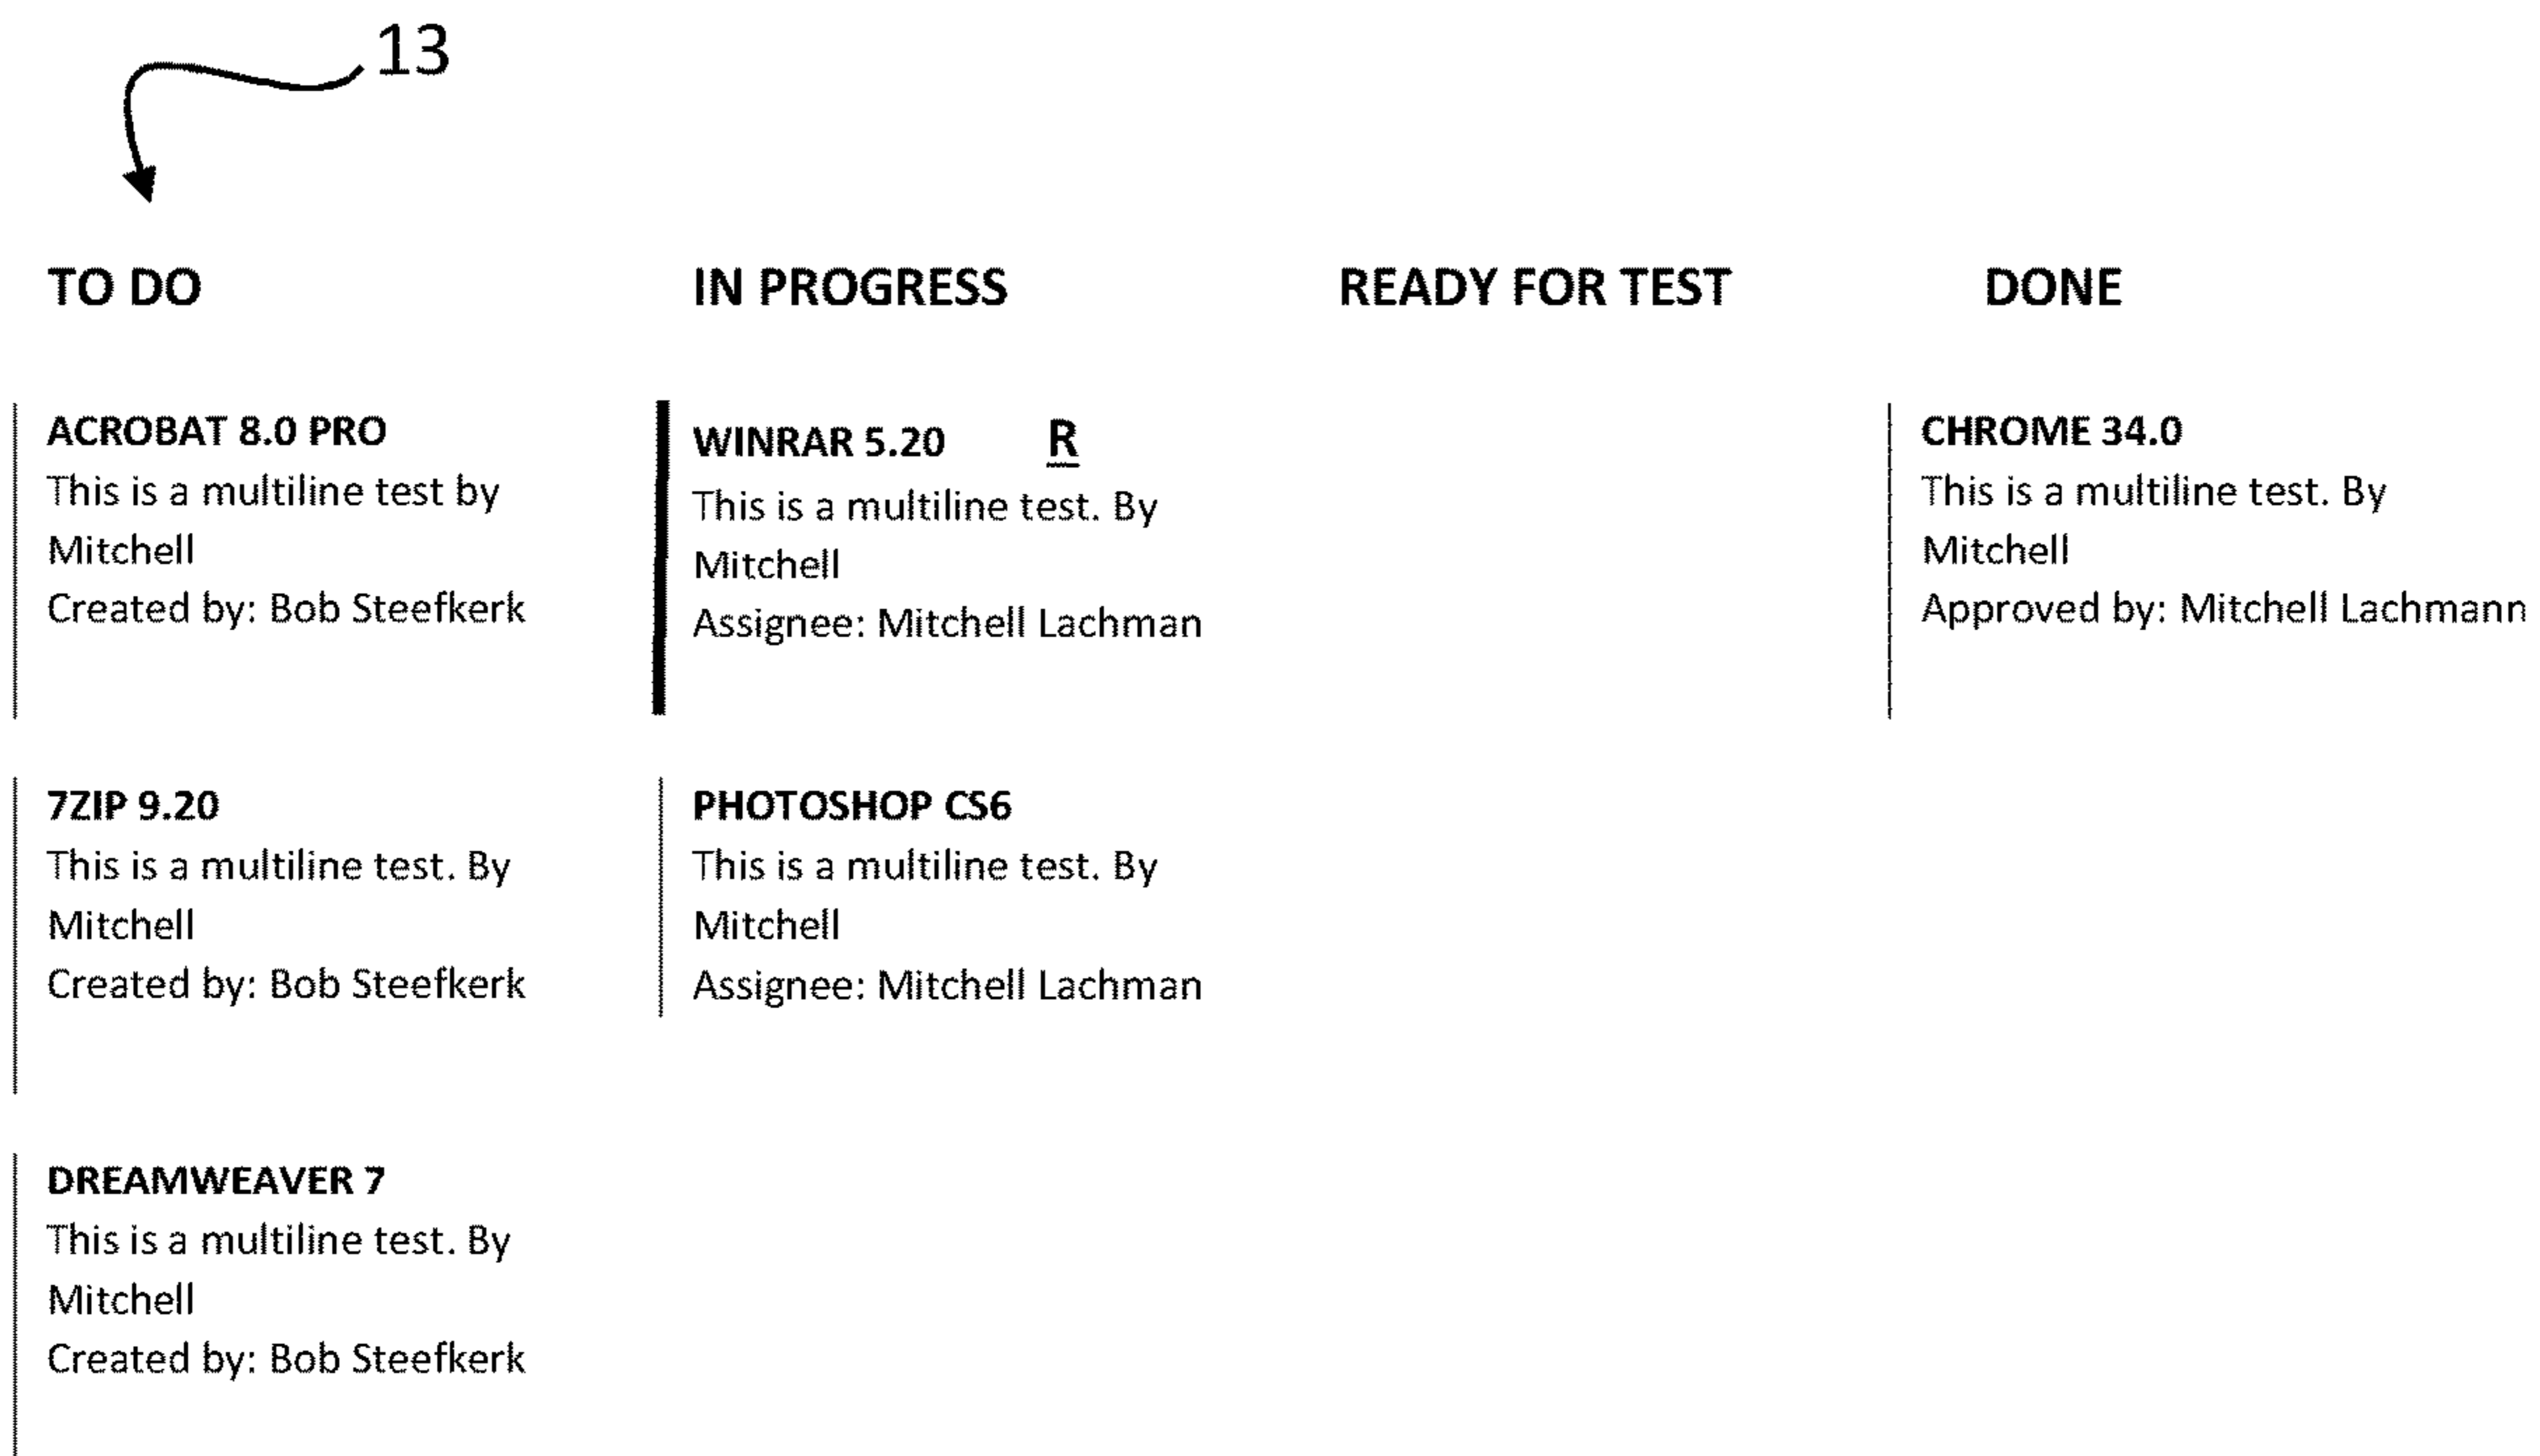 13
TO DO
IN PROGRESS
READY FOR TEST
DONE
ACROBAT 8.0 PRO
This is a multiline test by
Mitchell
Created by: Bob Steefkerk
7ZIP 9.20
This is a multiline test. By
Mitchell
Created by: Bob Steefkerk
DREAMWEAVER 7
This is a multiline test. By
Mitchell
Created by: Bob Steefkerk
WINRAR 5.20 R
This is a multiline test. By
Mitchell
Assignee: Mitchell Lachman
PHOTOSHOP CS6
This is a multiline test. By
Mitchell
Assignee: Mitchell Lachman
CHROME 34.0
This is a multiline test. By
Mitchell
Approved by: Mitchell Lachmann